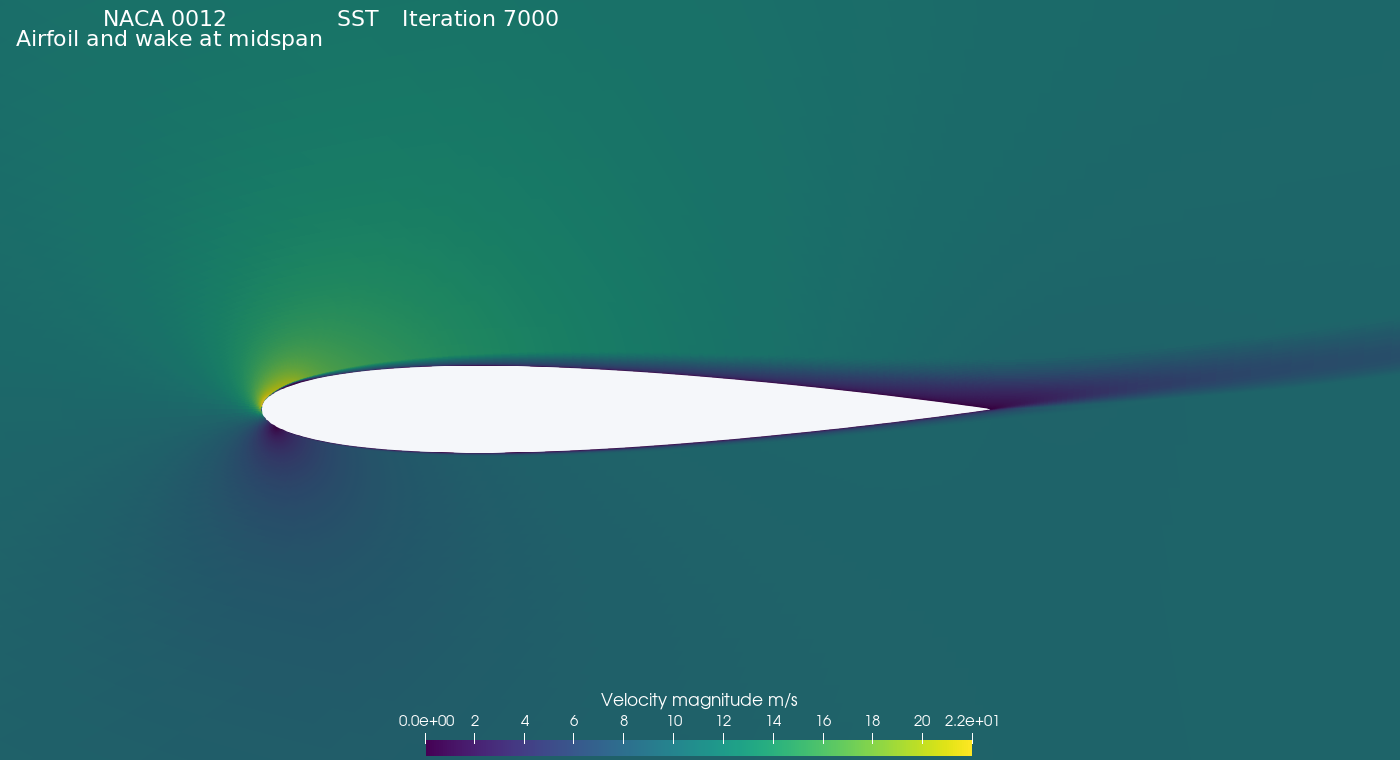 NACA 0012 SST Iteration 7000
Airfoil and wake at midspan
Velocity magnitude m/s
0.0e+00 2 4 6 8 10 12 14 16 18 20 2.2e+01